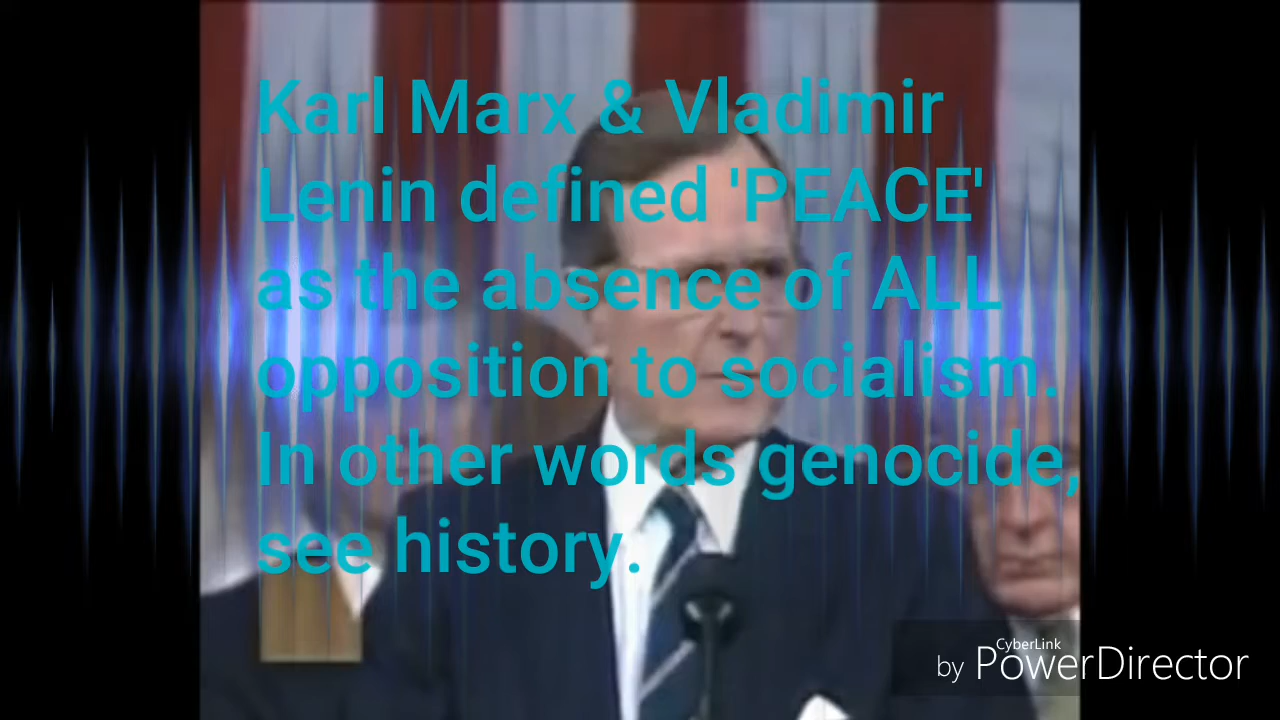 Karl Marx & Vladimir
Lenin defined 'PEACE'
as the absence of ALL
opposition to socialism.
In other words genocide,
see history.
CyberLink
by PowerDirector